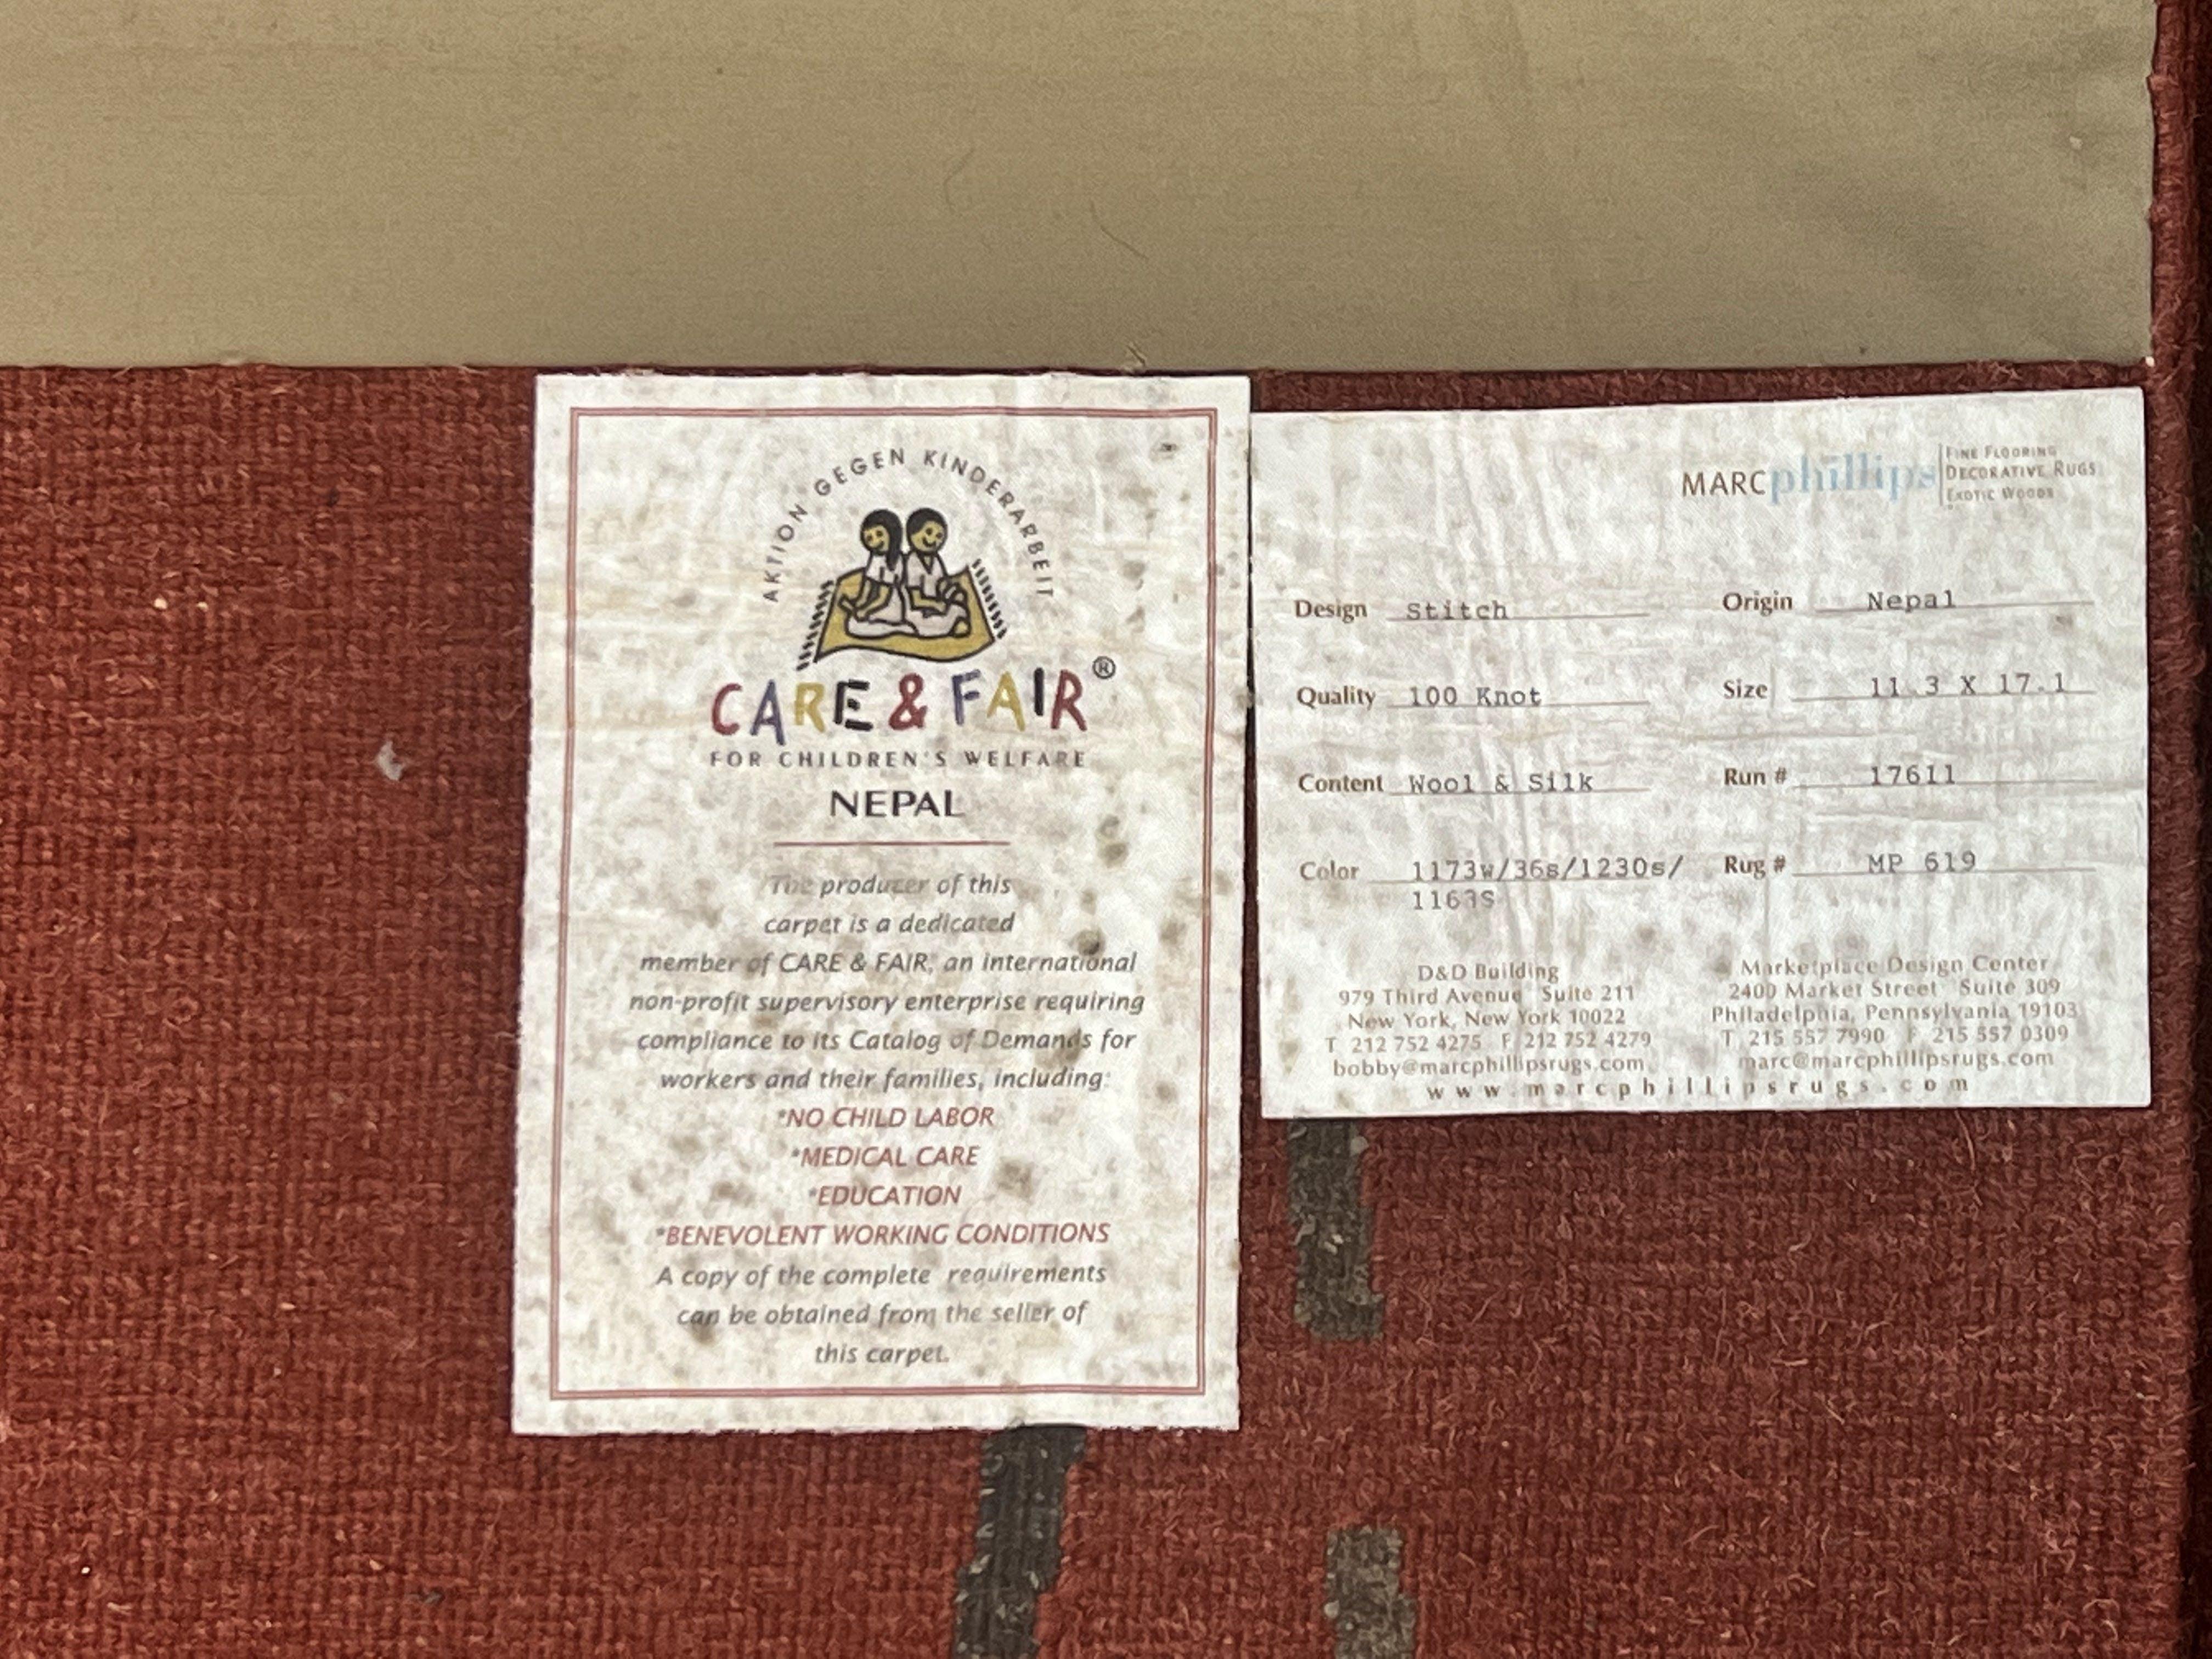 AKTION GEGEN KINDERARBEIT
CARE & FAIR®
FOR CHILDREN'S WELFARE
NEPAL
The producer of this
carpet is a dedicated
member of CARE & FAIR, an international
non-profit supervisory enterprise requiring
compliance to its Catalog of Demands for
workers and their families, including:
*NO CHILD LABOR
*MEDICAL CARE
*EDUCATION
*BENEVOLENT WORKING CONDITIONS
A copy of the complete requirements
can be obtained from the seller of
this carpet.
MARC phillips
FINE FLOORING
DECORATIVE RUGS
EXOTIC WOODS
Design Stitch
Origin Nepal
Quality 100 Knot
Size 11.3 X 17.1
Content Wool & Silk
Run # 17611
Color 1173w/36s/1230s/
1163S
Rug # MP 619
D&D Building
979 Third Avenue Suite 211
New York, New York 10022
T 212 752 4275 F 212 752 4279
bobby@marcphillipsrugs.com
Marketplace Design Center
2400 Market Street Suite 309
Philadelphia, Pennsylvania 19103
T 215 557 7990 F 215 557 0309
marc@marcphillipsrugs.com
www.marcphillipsrugs.com